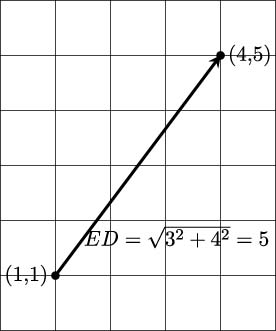 (4,5)
ED = √(3² + 4²) = 5
(1,1)